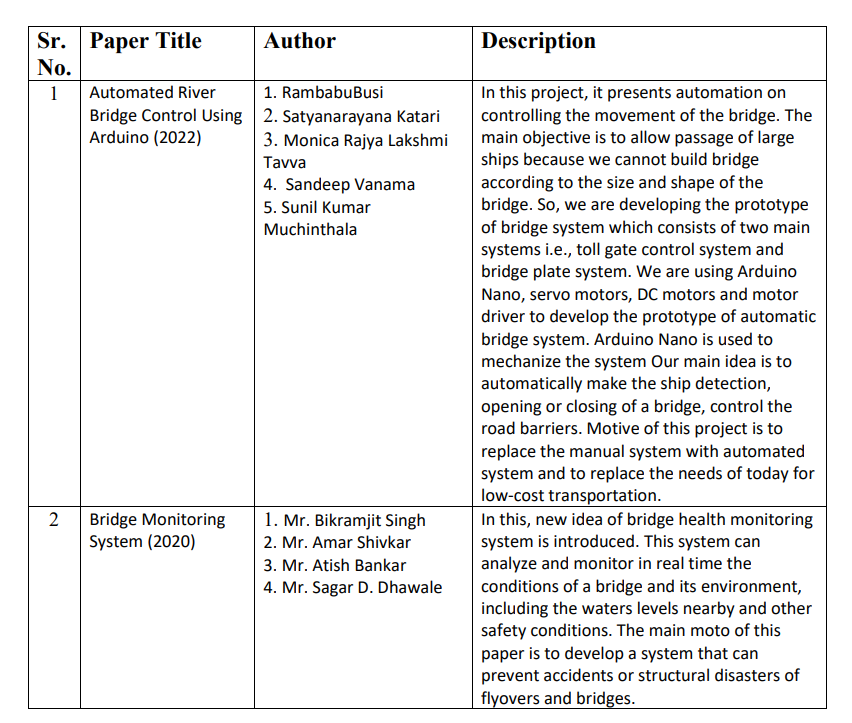 Sr. No.
Paper Title
Author
Description
1
Automated River
Bridge Control Using
Arduino (2022)
1. RambabuBusi
2. Satyanarayana Katari
3. Monica Rajya Lakshmi
Tavva
4. Sandeep Vanama
5. Sunil Kumar
Muchinthala
In this project, it presents automation on
controlling the movement of the bridge. The
main objective is to allow passage of large
ships because we cannot build bridge
according to the size and shape of the
bridge. So, we are developing the prototype
of bridge system which consists of two main
systems i.e., toll gate control system and
bridge plate system. We are using Arduino
Nano, servo motors, DC motors and motor
driver to develop the prototype of automatic
bridge system. Arduino Nano is used to
mechanize the system Our main idea is to
automatically make the ship detection,
opening or closing of a bridge, control the
road barriers. Motive of this project is to
replace the manual system with automated
system and to replace the needs of today for
low-cost transportation.
2
Bridge Monitoring
System (2020)
1. Mr. Bikramjit Singh
2. Mr. Amar Shivkar
3. Mr. Atish Bankar
4. Mr. Sagar D. Dhawale
In this, new idea of bridge health monitoring
system is introduced. This system can
analyze and monitor in real time the
conditions of a bridge and its environment,
including the waters levels nearby and other
safety conditions. The main moto of this
paper is to develop a system that can
prevent accidents or structural disasters of
flyovers and bridges.